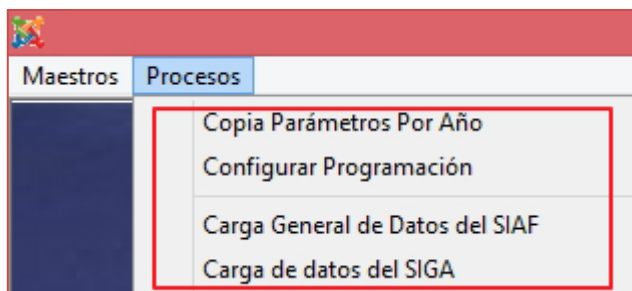 Maestros Procesos
Copia Parámetros Por Año
Configurar Programación
Carga General de Datos del SIAF
Carga de datos del SIGA